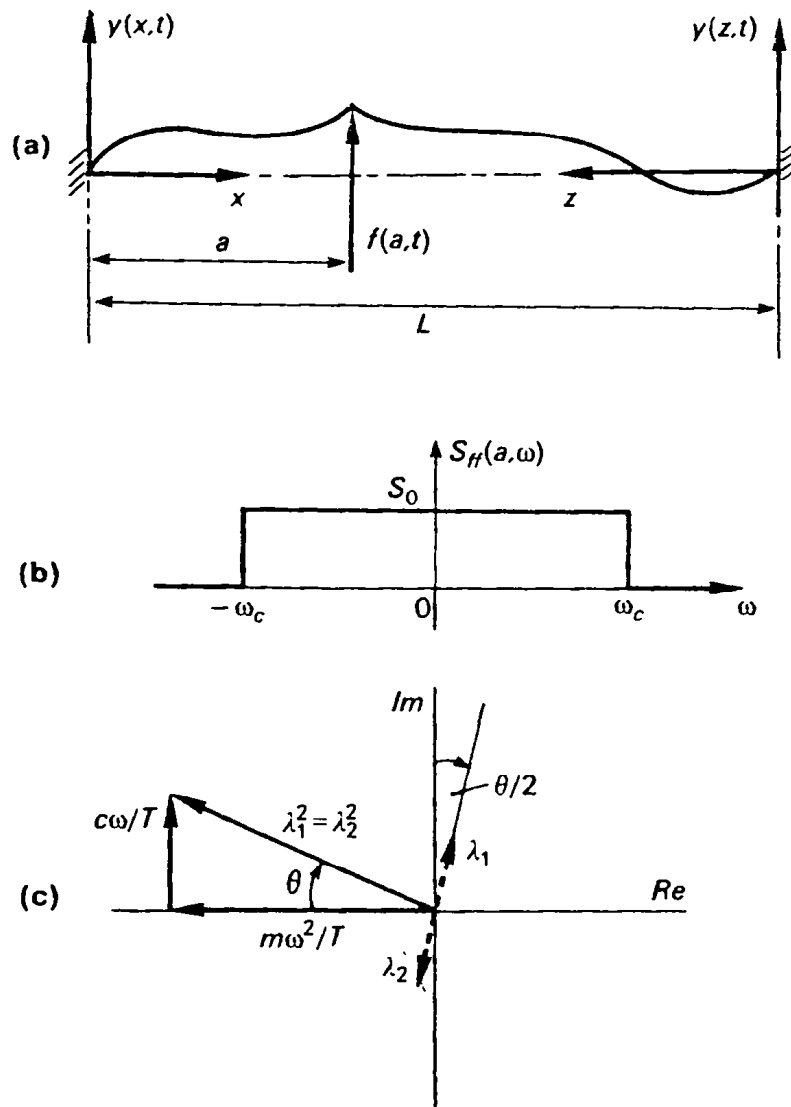 y(x,t)
y(z,t)
(a)
x
z
a
f(a,t)
L
S_ff(a,ω)
S_0
(b)
-ω_c
0
ω_c
ω
Im
θ/2
cω/T
λ_1^2 = λ_2^2
λ_1
θ
(c)
Re
mω^2/T
λ_2